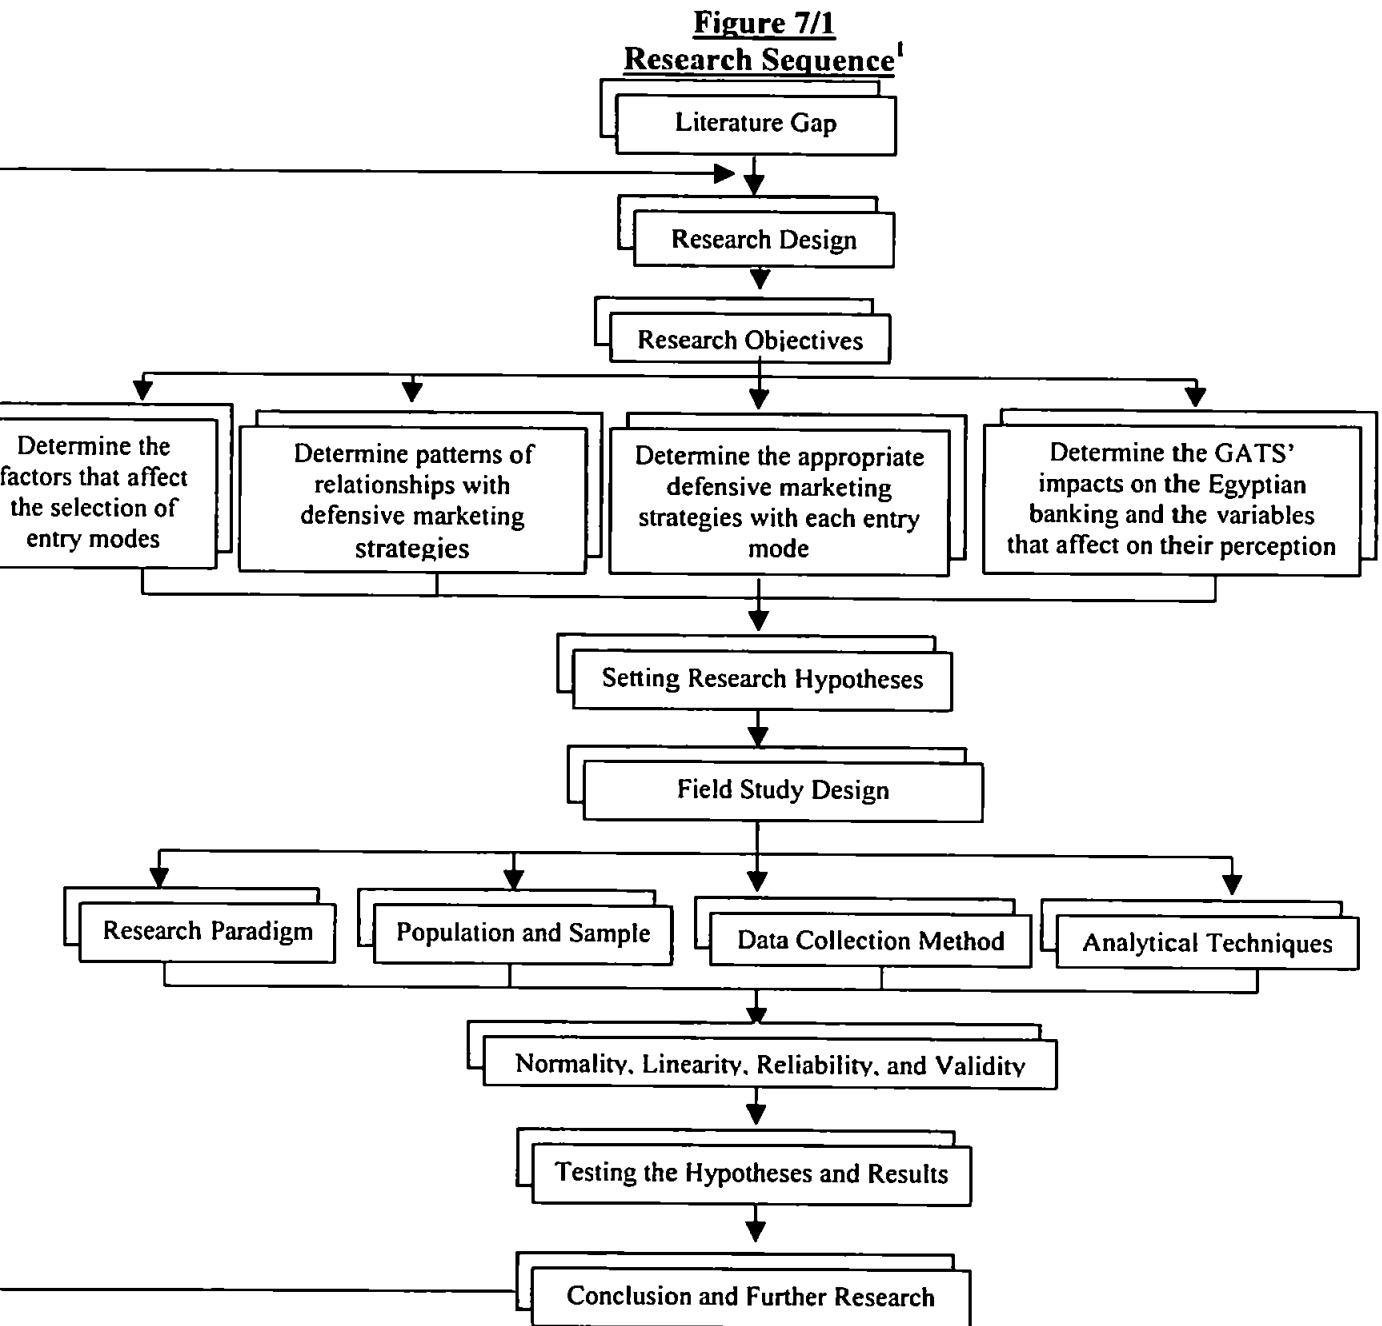 Figure 7/1
Research Sequence¹
Literature Gap
Research Design
Research Objectives
Determine the
factors that affect
the selection of
entry modes
Determine patterns of
relationships with
defensive marketing
strategies
Determine the appropriate
defensive marketing
strategies with each entry
mode
Determine the GATS'
impacts on the Egyptian
banking and the variables
that affect on their perception
Setting Research Hypotheses
Field Study Design
Research Paradigm
Population and Sample
Data Collection Method
Analytical Techniques
Normality, Linearity, Reliability, and Validity
Testing the Hypotheses and Results
Conclusion and Further Research